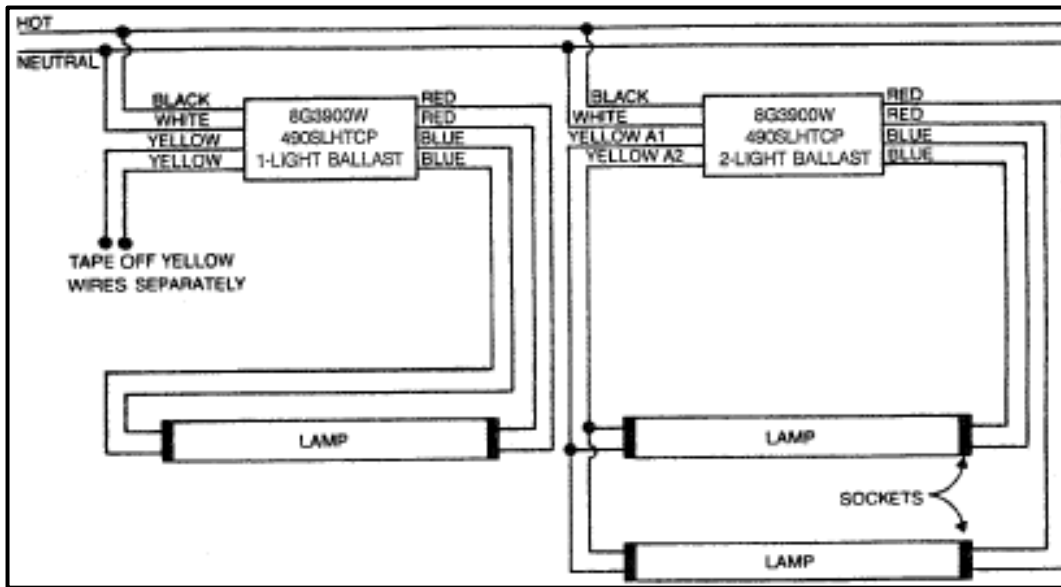 HOT
NEUTRAL
BLACK
WHITE
YELLOW
YELLOW
8G3900W
490SLHTCP
1-LIGHT BALLAST
RED
RED
BLUE
BLUE
TAPE OFF YELLOW
WIRES SEPARATELY
LAMP
BLACK
WHITE
YELLOW A1
YELLOW A2
8G3900W
490SLHTCP
2-LIGHT BALLAST
RED
RED
BLUE
BLUE
LAMP
SOCKETS
LAMP